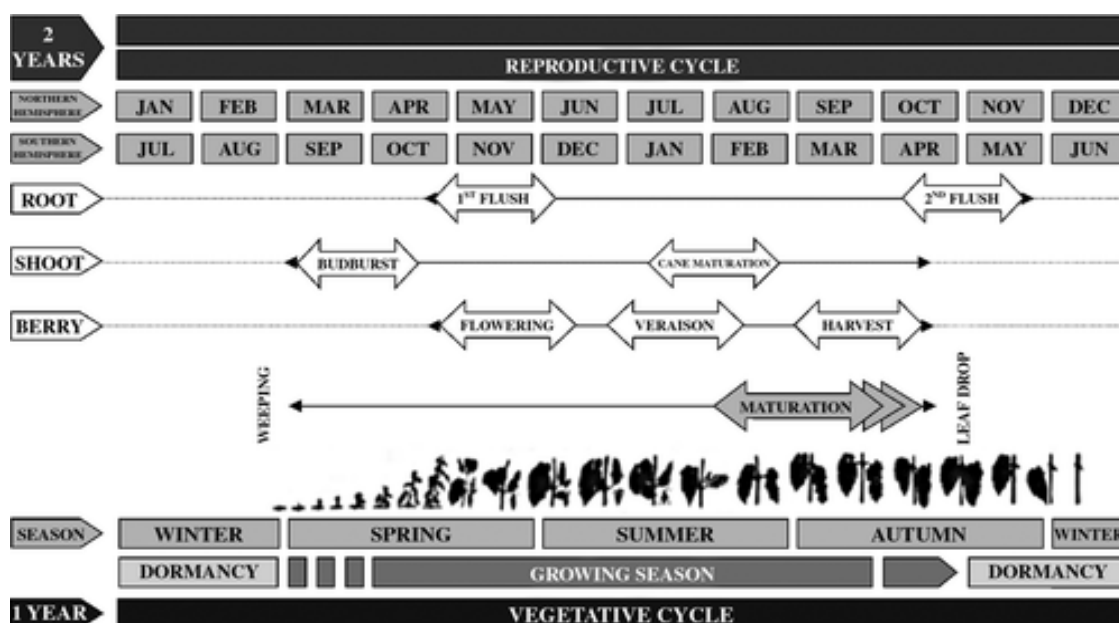 2
YEARS
REPRODUCTIVE CYCLE
NORTHERN
HEMISPHERE
JAN FEB MAR APR MAY JUN JUL AUG SEP OCT NOV DEC
SOUTHERN
HEMISPHERE
JUL AUG SEP OCT NOV DEC JAN FEB MAR APR MAY JUN
ROOT
1ST FLUSH
2ND FLUSH
SHOOT
BUDBURST
CANE MATURATION
BERRY
FLOWERING
VERAISON
HARVEST
WEEPING
MATURATION
LEAF DROP
SEASON
WINTER SPRING SUMMER AUTUMN WINTER
DORMANCY GROWING SEASON DORMANCY
1 YEAR
VEGETATIVE CYCLE